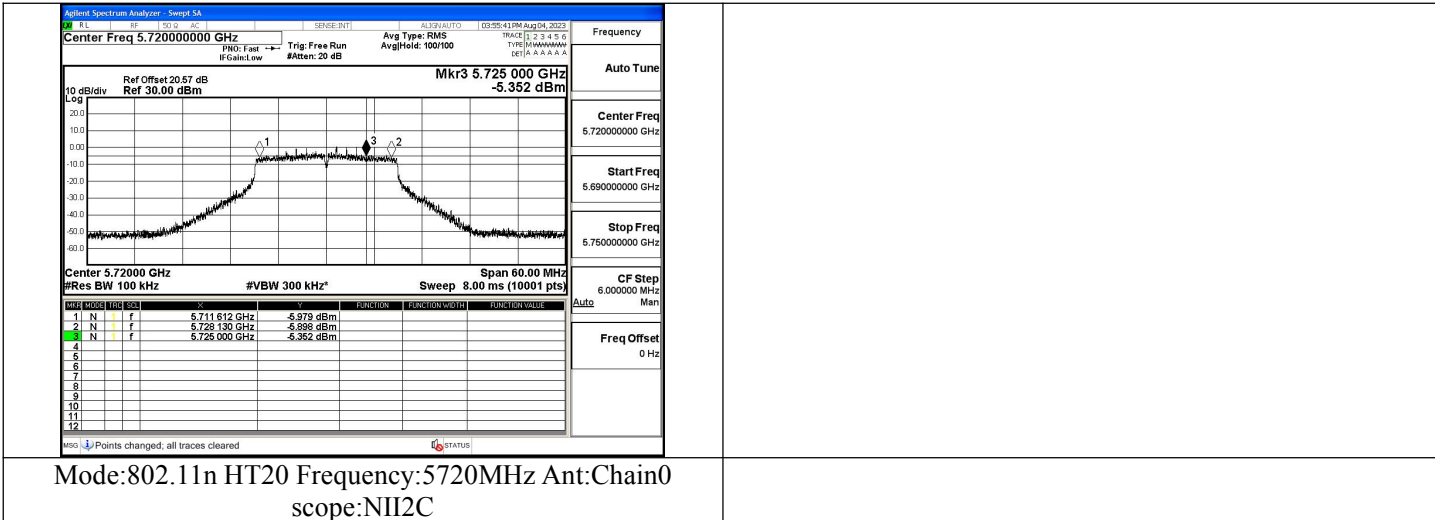 Agilent Spectrum Analyzer - Swept SA
RL RF 50 Ω AC SENSE:INT ALIGNAUTO 03:55:41 PM Aug 04, 2023
Center Freq 5.720000000 GHz
PNO: Fast
IFGain:Low
Trig: Free Run
#Atten: 20 dB
Avg Type: RMS
Avg|Hold: 100/100
TRACE 1 2 3 4 5 6
TYPE M WWWWW
DET A A A A A A
Ref Offset 20.57 dB
10 dB/div Ref 30.00 dBm
Log
Mkr3 5.725 000 GHz
-5.352 dBm
20.0
10.0
0.00
-10.0
-20.0
-30.0
-40.0
-50.0
-60.0
1
3
2
Center 5.72000 GHz Span 60.00 MHz
#Res BW 100 kHz #VBW 300 kHz* Sweep 8.00 ms (10001 pts)
MKR MODE TRC SCL X Y FUNCTION FUNCTION WIDTH FUNCTION VALUE
1 N 1 f 5.711 612 GHz -5.979 dBm
2 N 1 f 5.728 130 GHz -5.898 dBm
3 N 1 f 5.725 000 GHz -5.352 dBm
4
5
6
7
8
9
10
11
12
MSG Points changed; all traces cleared STATUS
Frequency
Auto Tune
Center Freq
5.720000000 GHz
Start Freq
5.690000000 GHz
Stop Freq
5.750000000 GHz
CF Step
6.000000 MHz
Auto Man
Freq Offset
0 Hz
Mode:802.11n HT20 Frequency:5720MHz Ant:Chain0
scope:NII2C